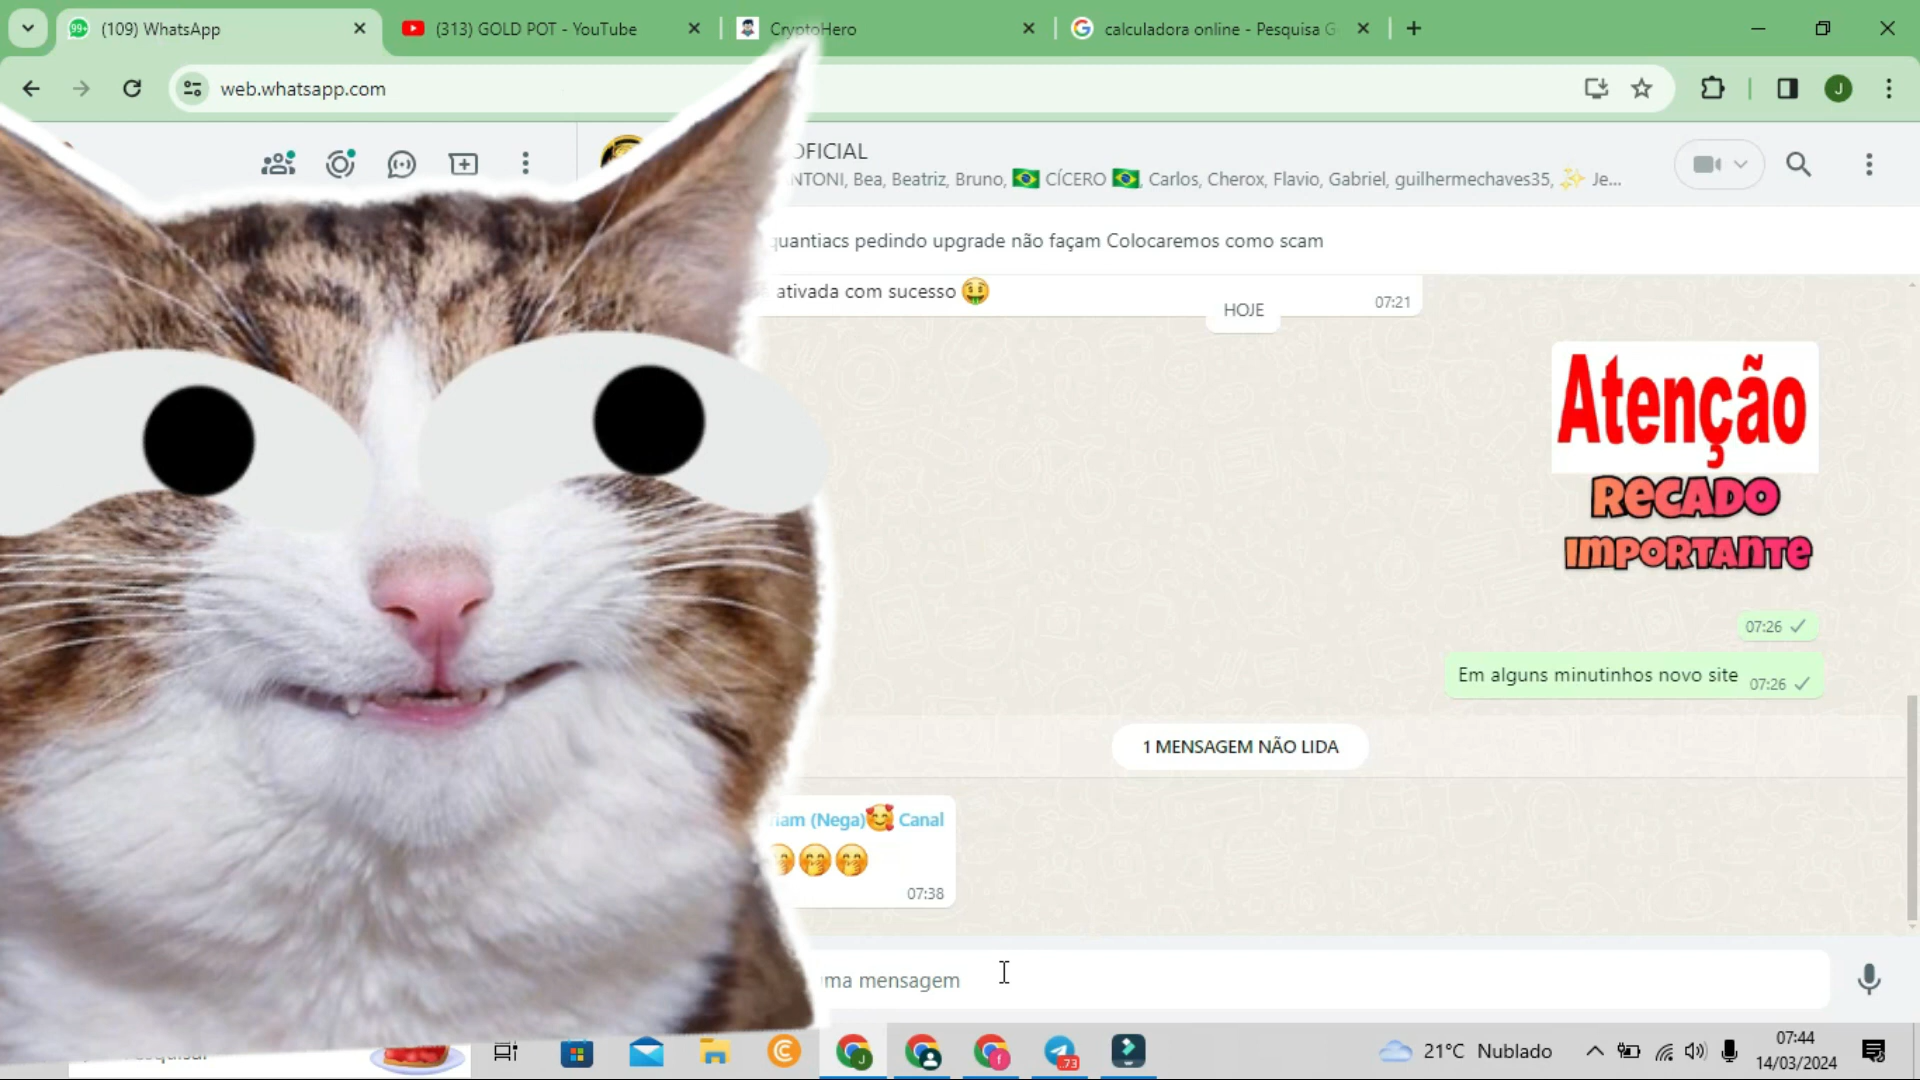 (109) WhatsApp
(313) GOLD POT - YouTube
CryptoHero
calculadora online - Pesquisa G
web.whatsapp.com
J
OFICIAL
ANTONI, Bea, Beatriz, Bruno, 🇧🇷 CÍCERO 🇧🇷, Carlos, Cherox, Flavio, Gabriel, guilhermechaves35, ✨ Je...
quantiacs pedindo upgrade não façam Colocaremos como scam
ativada com sucesso 🤑
07:21
HOJE
Atenção
RECADO
IMPORTANTE
07:26
Em alguns minutinhos novo site 07:26
1 MENSAGEM NÃO LIDA
iam (Nega)🥰 Canal
🤭🤭🤭
07:38
ma mensagem
73
21°C Nublado
07:44
14/03/2024